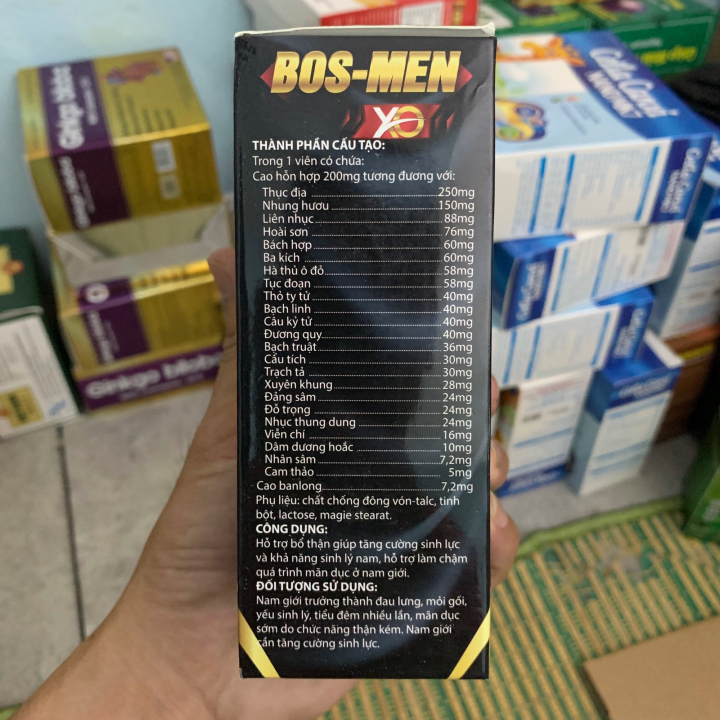 BOS-MEN
YO
THÀNH PHẦN CẤU TẠO:
Trong 1 viên có chứa:
Cao hỗn hợp 200mg tương đương với:
Thục địa 250mg
Nhung hươu 150mg
Liên nhục 88mg
Hoài sơn 76mg
Bách hợp 60mg
Ba kích 60mg
Hà thủ ô đỏ 58mg
Tục đoạn 58mg
Thỏ ty tử 40mg
Bạch linh 40mg
Câu kỷ tử 40mg
Đương quy 40mg
Bạch truật 36mg
Cẩu tích 30mg
Trạch tả 30mg
Xuyên khung 28mg
Đảng sâm 24mg
Đỗ trọng 24mg
Nhục thung dung 24mg
Viễn chí 16mg
Dâm dương hoắc 10mg
Nhân sâm 7,2mg
Cam thảo 5mg
Cao banlong 7,2mg
Phụ liệu: chất chống đông vón-talc, tinh
bột, lactose, magie stearat.
CÔNG DỤNG:
Hỗ trợ bổ thận giúp tăng cường sinh lực
và khả năng sinh lý nam, hỗ trợ làm chậm
quá trình mãn dục ở nam giới.
ĐỐI TƯỢNG SỬ DỤNG:
Nam giới trưởng thành đau lưng, mỏi gối,
yếu sinh lý, tiểu đêm nhiều lần, mãn dục
sớm do chức năng thận kém. Nam giới
cần tăng cường sinh lực.
Ginkgo biloba
Ginkgo biloba